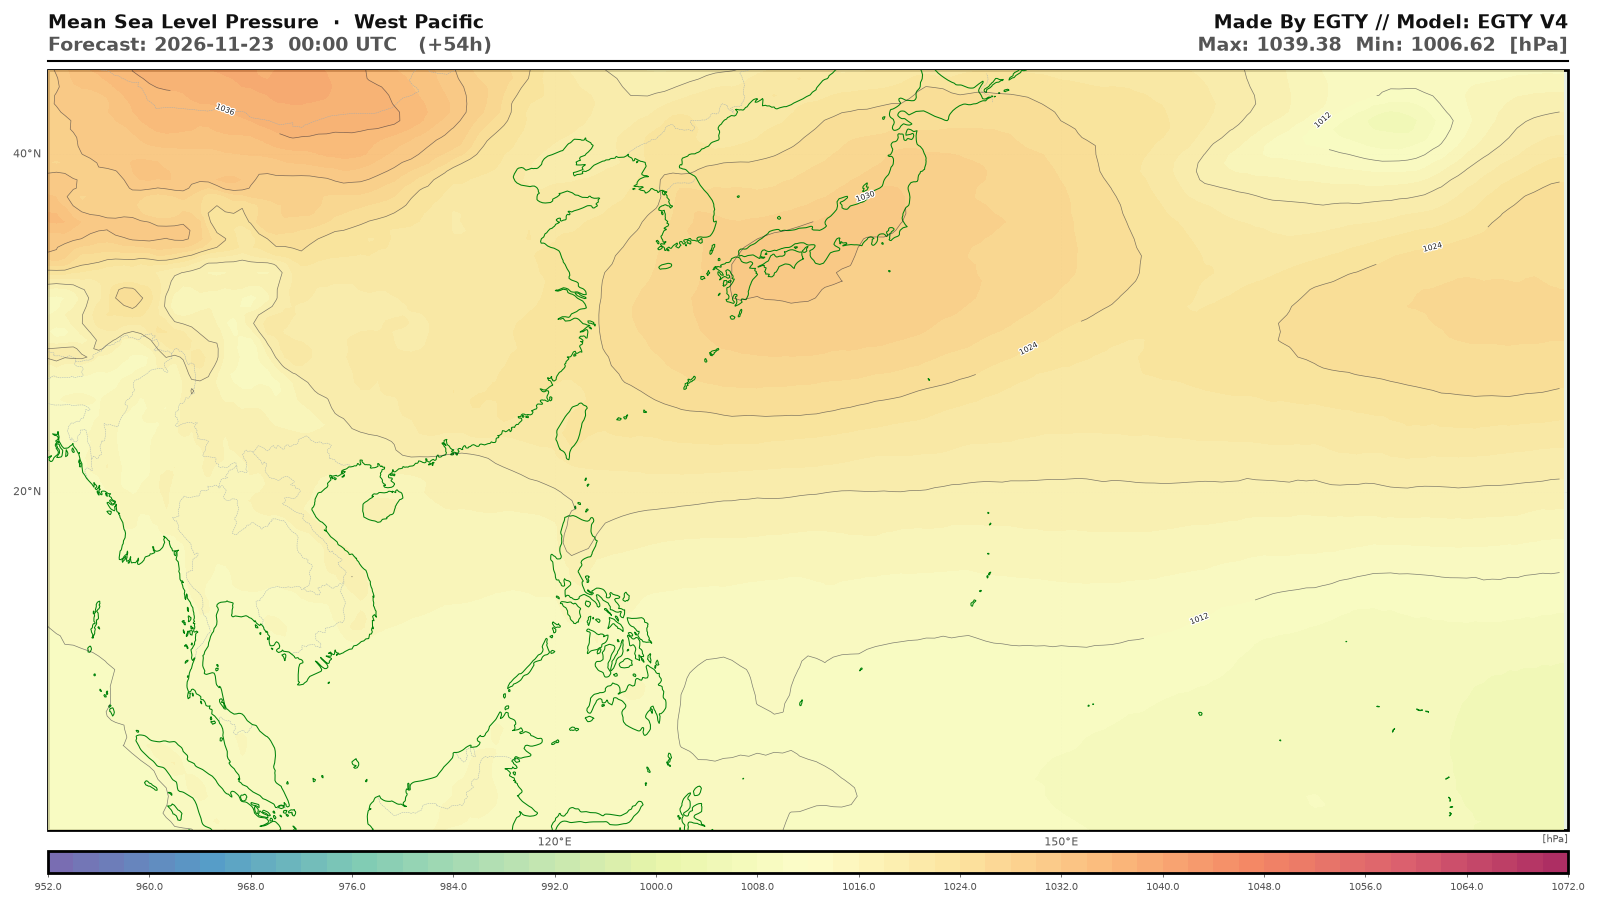 Mean Sea Level Pressure · West Pacific
Made By EGTY // Model: EGTY V4
Forecast: 2026-11-23 00:00 UTC (+54h)
Max: 1039.38 Min: 1006.62 [hPa]
1036
1012
40°N
1030
1024
1024
20°N
1012
120°E
150°E
[hPa]
952.0 960.0 968.0 976.0 984.0 992.0 1000.0 1008.0 1016.0 1024.0 1032.0 1040.0 1048.0 1056.0 1064.0 1072.0